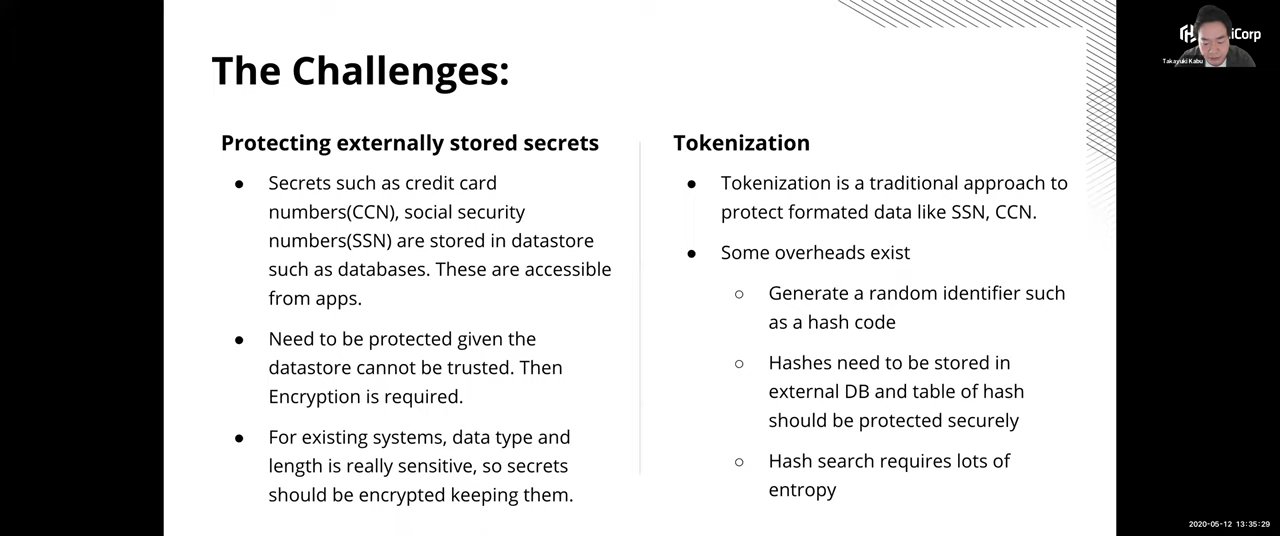 The Challenges:
Protecting externally stored secrets
● Secrets such as credit card
numbers(CCN), social security
numbers(SSN) are stored in datastore
such as databases. These are accessible
from apps.
● Need to be protected given the
datastore cannot be trusted. Then
Encryption is required.
● For existing systems, data type and
length is really sensitive, so secrets
should be encrypted keeping them.
Tokenization
● Tokenization is a traditional approach to
protect formated data like SSN, CCN.
● Some overheads exist
○ Generate a random identifier such
as a hash code
○ Hashes need to be stored in
external DB and table of hash
should be protected securely
○ Hash search requires lots of
entropy
iCorp
Takayuki Kabu
2020-05-12 13:35:29